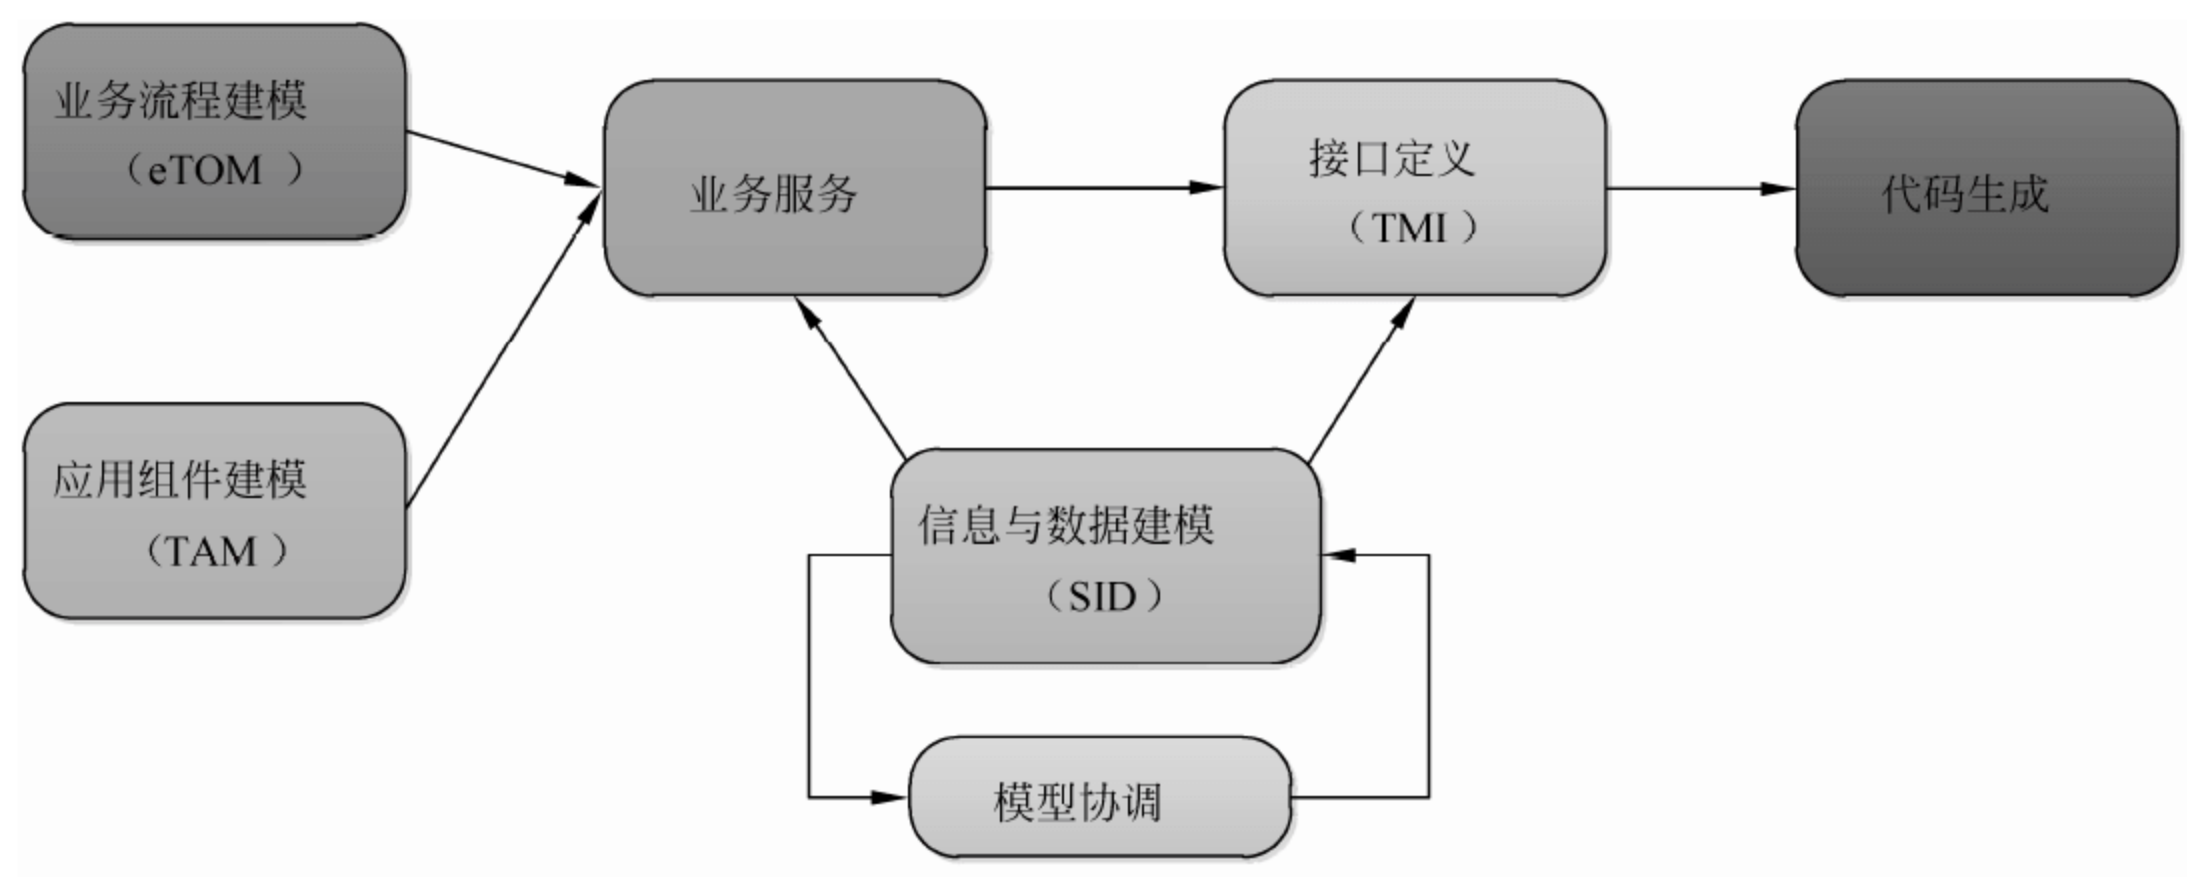 业务流程建模
（eTOM ）
业务服务
接口定义
（TMI ）
代码生成
应用组件建模
（TAM ）
信息与数据建模
（SID ）
模型协调